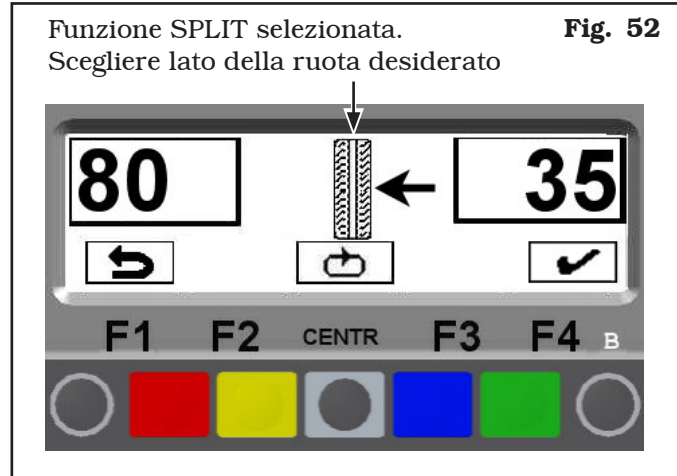 Funzione SPLIT selezionata.
Fig. 52
Scegliere lato della ruota desiderato
80
35
F1 F2 CENTR F3 F4 B